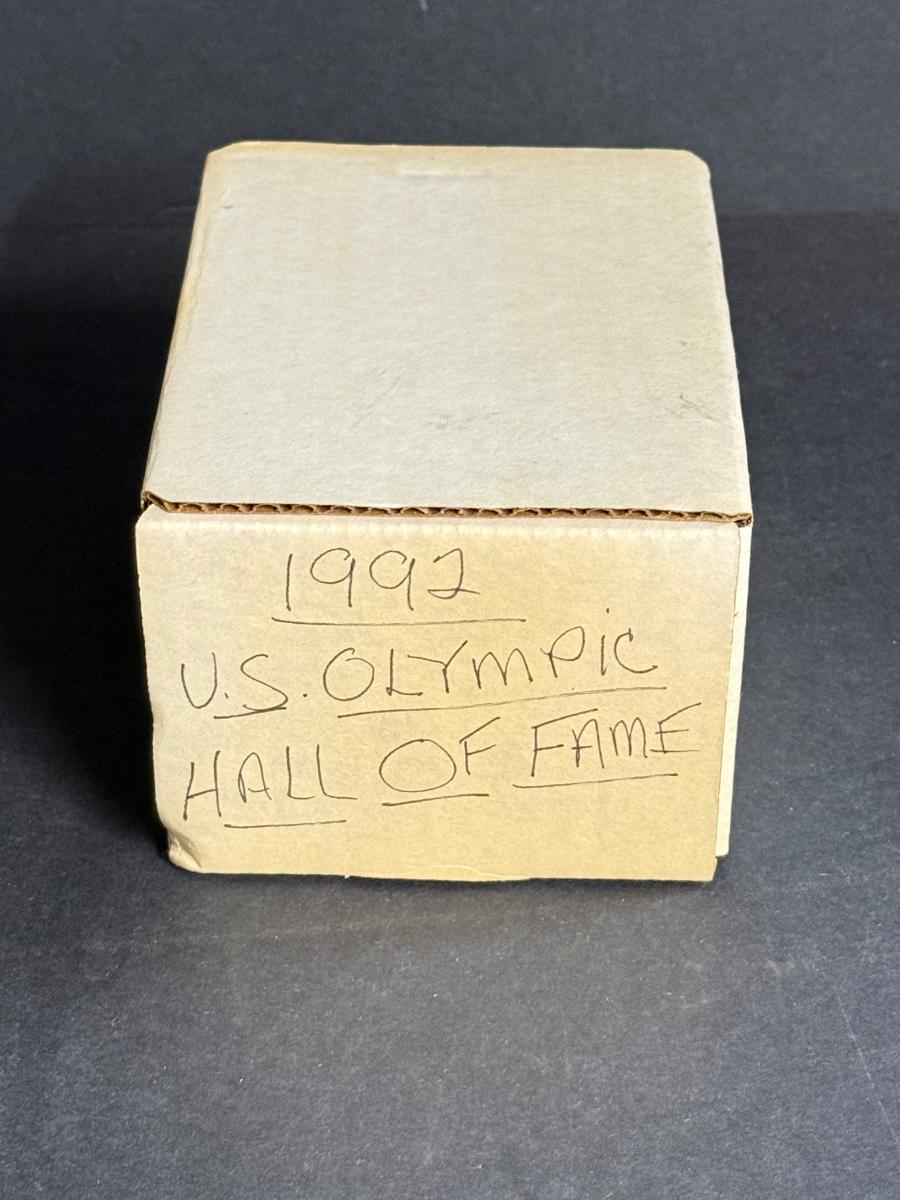 1992
U.S. OLYMPiC
HALL OF FAME